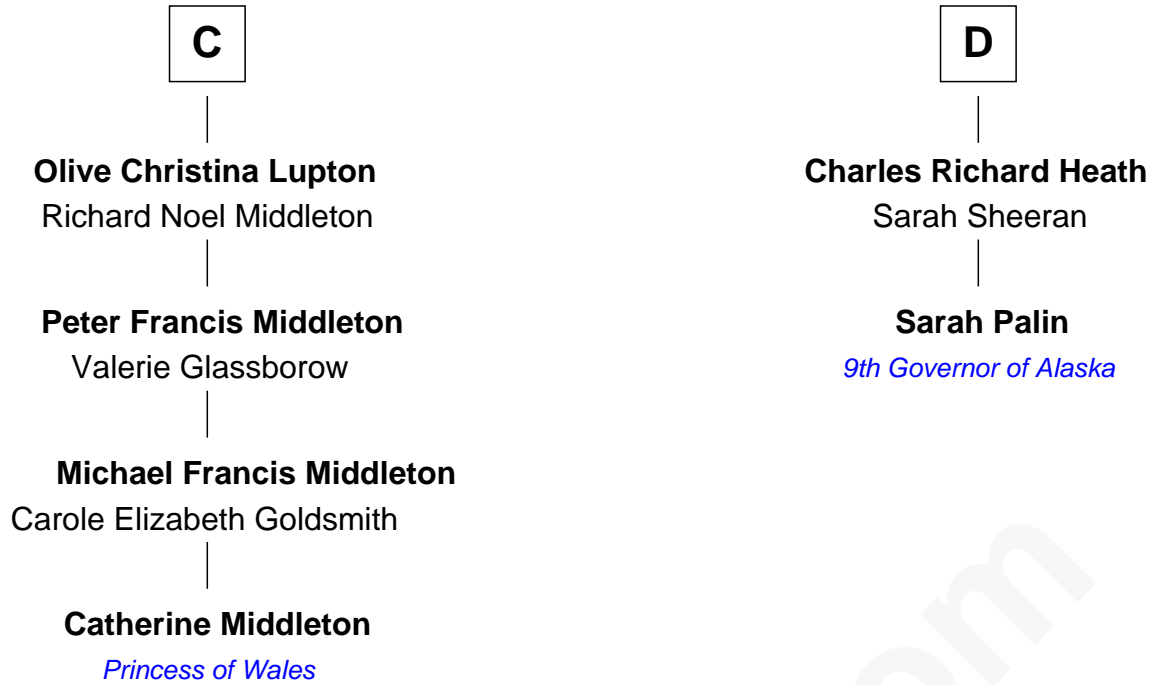 C
Olive Christina Lupton
Richard Noel Middleton
Peter Francis Middleton
Valerie Glassborow
Michael Francis Middleton
Carole Elizabeth Goldsmith
Catherine Middleton
Princess of Wales
D
Charles Richard Heath
Sarah Sheeran
Sarah Palin
9th Governor of Alaska
om